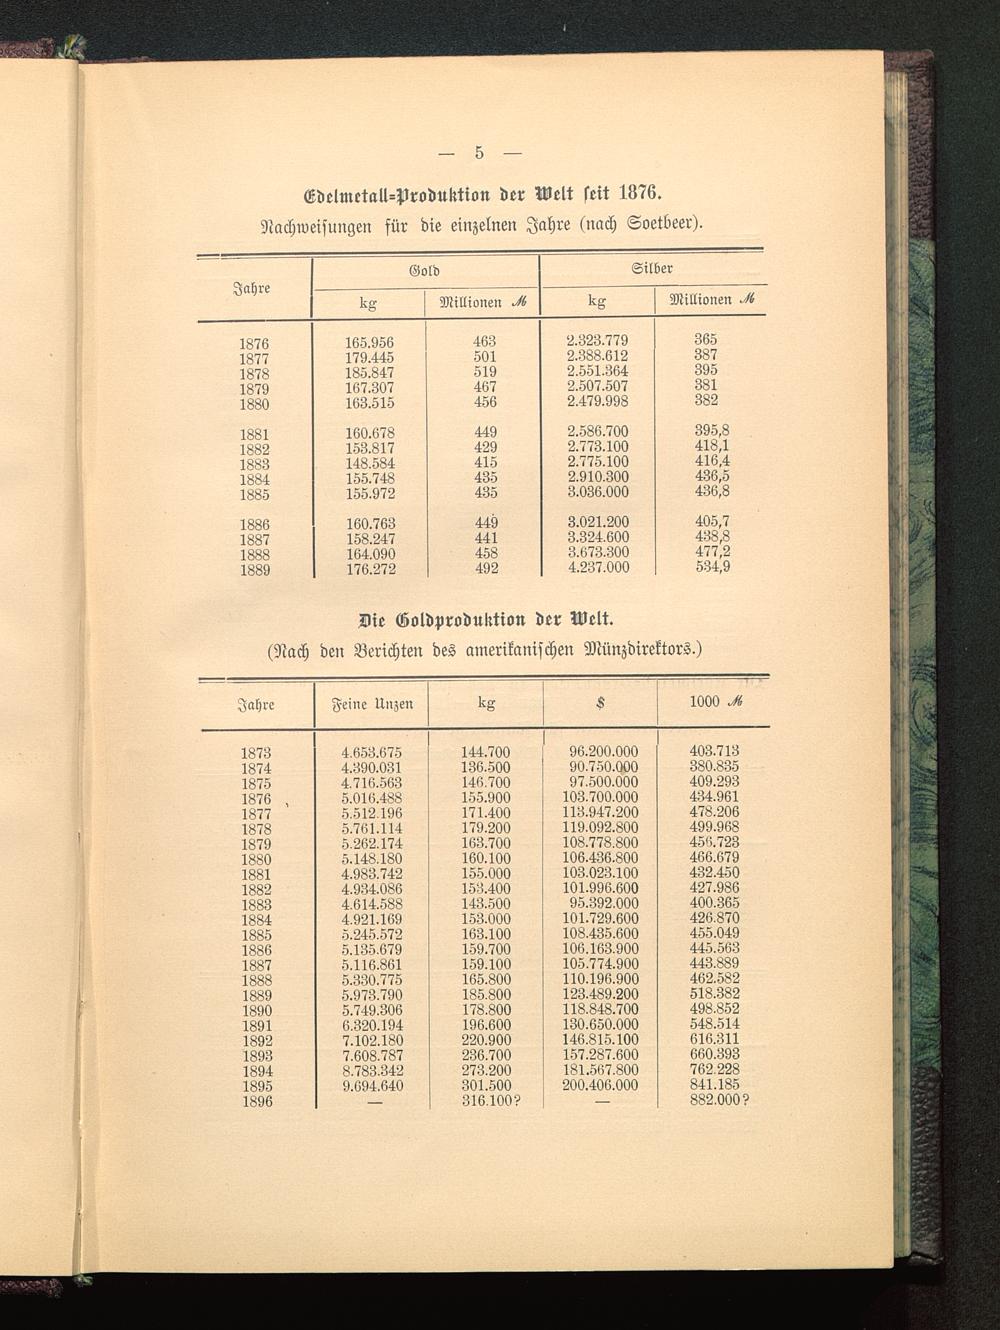 — 5 —
Edelmetall-Produktion der Welt seit 1876.
Nachweisungen für die einzelnen Jahre (nach Soetbeer).
Jahre Gold Silber
kg Millionen ℳ kg Millionen ℳ
1876 165.956 463 2.323.779 365
1877 179.445 501 2.388.612 387
1878 185.847 519 2.551.364 395
1879 167.307 467 2.507.507 381
1880 163.515 456 2.479.998 382
1881 160.678 449 2.586.700 395,8
1882 153.817 429 2.773.100 418,1
1883 148.584 415 2.775.100 416,4
1884 155.748 435 2.910.300 436,5
1885 155.972 435 3.036.000 436,8
1886 160.763 449 3.021.200 405,7
1887 158.247 441 3.324.600 438,8
1888 164.090 458 3.673.300 477,2
1889 176.272 492 4.237.000 534,9
Die Goldproduktion der Welt.
(Nach den Berichten des amerikanischen Münzdirektors.)
Jahre Feine Unzen kg $ 1000 ℳ
1873 4.653.675 144.700 96.200.000 403.713
1874 4.390.031 136.500 90.750.000 380.835
1875 4.716.563 146.700 97.500.000 409.293
1876 5.016.488 155.900 103.700.000 434.961
1877 5.512.196 171.400 113.947.200 478.206
1878 5.761.114 179.200 119.092.800 499.968
1879 5.262.174 163.700 108.778.800 456.723
1880 5.148.180 160.100 106.436.800 466.679
1881 4.983.742 155.000 103.023.100 432.450
1882 4.934.086 153.400 101.996.600 427.986
1883 4.614.588 143.500 95.392.000 400.365
1884 4.921.169 153.000 101.729.600 426.870
1885 5.245.572 163.100 108.435.600 455.049
1886 5.135.679 159.700 106.163.900 445.563
1887 5.116.861 159.100 105.774.900 443.889
1888 5.330.775 165.800 110.196.900 462.582
1889 5.973.790 185.800 123.489.200 518.382
1890 5.749.306 178.800 118.848.700 498.852
1891 6.320.194 196.600 130.650.000 548.514
1892 7.102.180 220.900 146.815.100 616.311
1893 7.608.787 236.700 157.287.600 660.393
1894 8.783.342 273.200 181.567.800 762.228
1895 9.694.640 301.500 200.406.000 841.185
1896 — 316.100? — 882.000?